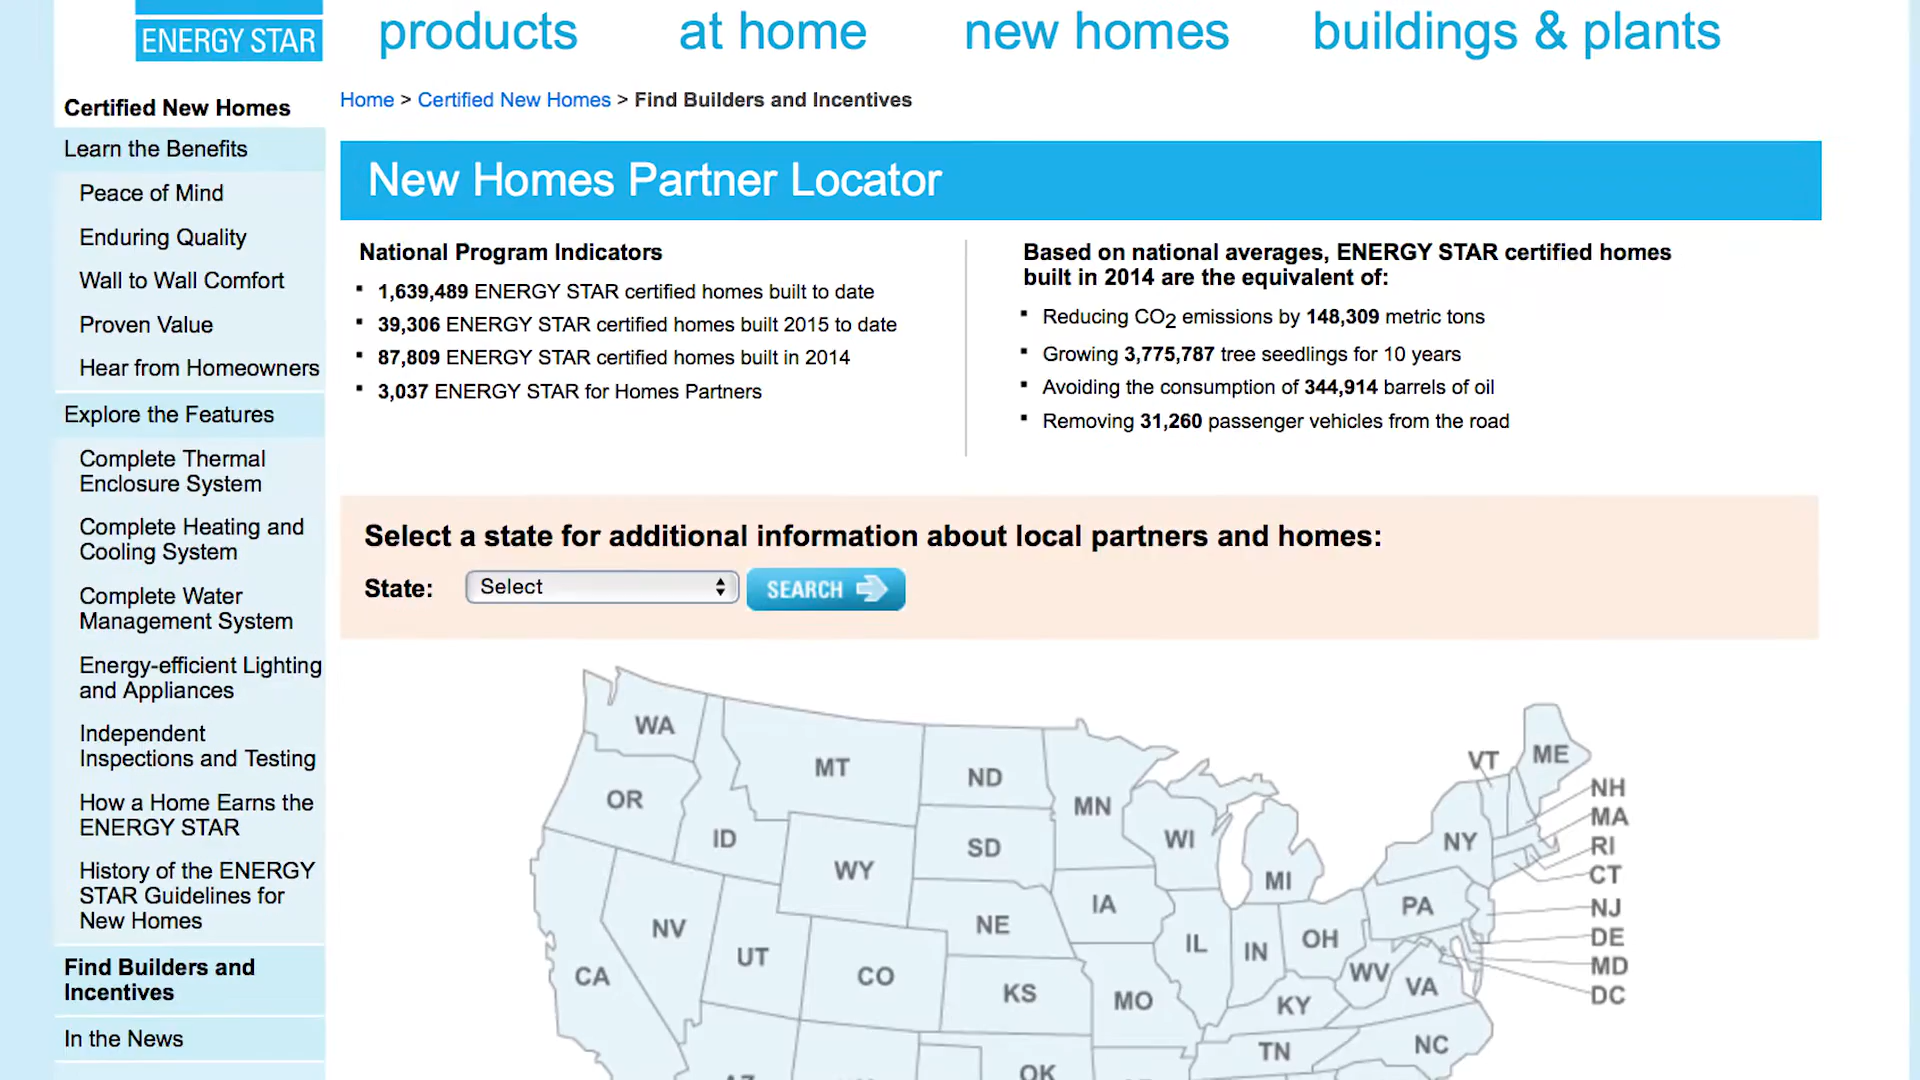 ENERGY STAR
products
at home
new homes
buildings & plants
Certified New Homes
Learn the Benefits
Peace of Mind
Enduring Quality
Wall to Wall Comfort
Proven Value
Hear from Homeowners
Explore the Features
Complete Thermal
Enclosure System
Complete Heating and
Cooling System
Complete Water
Management System
Energy-efficient Lighting
and Appliances
Independent
Inspections and Testing
How a Home Earns the
ENERGY STAR
History of the ENERGY
STAR Guidelines for
New Homes
Find Builders and
Incentives
In the News
Home > Certified New Homes > Find Builders and Incentives
New Homes Partner Locator
National Program Indicators
1,639,489 ENERGY STAR certified homes built to date
39,306 ENERGY STAR certified homes built 2015 to date
87,809 ENERGY STAR certified homes built in 2014
3,037 ENERGY STAR for Homes Partners
Based on national averages, ENERGY STAR certified homes
built in 2014 are the equivalent of:
Reducing CO2 emissions by 148,309 metric tons
Growing 3,775,787 tree seedlings for 10 years
Avoiding the consumption of 344,914 barrels of oil
Removing 31,260 passenger vehicles from the road
Select a state for additional information about local partners and homes:
State:
Select
SEARCH
WA
MT
ND
MN
VT
ME
OR
ID
SD
WI
NY
NH
MA
RI
CT
WY
MI
IA
PA
NJ
NV
NE
IL
IN
OH
DE
UT
CA
CO
KS
MO
WV
VA
MD
DC
KY
TN
NC
OK